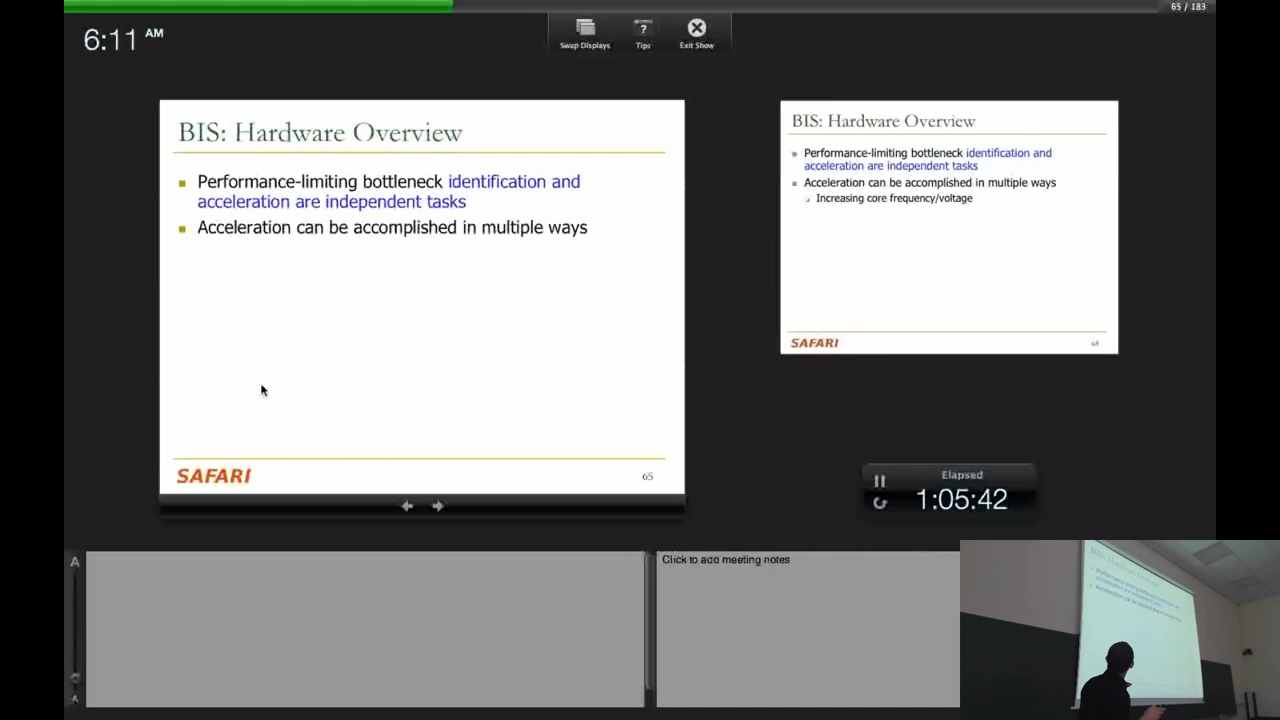 65 / 183
6:11 AM
Swap Displays
Tips
Exit Show
BIS: Hardware Overview
Performance-limiting bottleneck identification and
acceleration are independent tasks
Acceleration can be accomplished in multiple ways
SAFARI
65
BIS: Hardware Overview
Performance-limiting bottleneck identification and
acceleration are independent tasks
Acceleration can be accomplished in multiple ways
Increasing core frequency/voltage
SAFARI
Elapsed
1:05:42
A
A
Click to add meeting notes